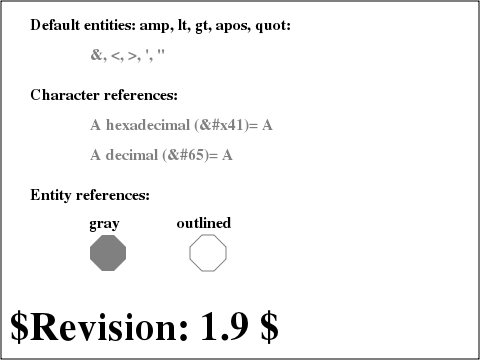 Default entities: amp, lt, gt, apos, quot:
&, <, >, ', "
Character references:
A hexadecimal (&#x41)= A
A decimal (&#65)= A
Entity references:
gray outlined
$Revision: 1.9 $